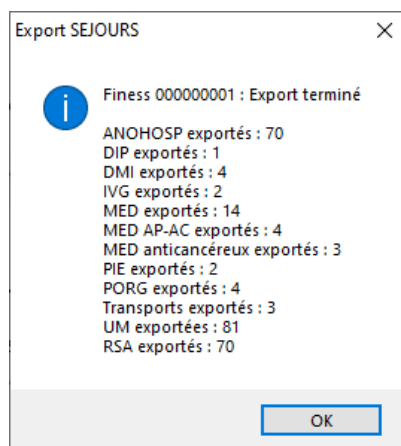 Export SEJOURS
Finess 000000001 : Export terminé
ANOHOSP exportés : 70
DIP exportés : 1
DMI exportés : 4
IVG exportés : 2
MED exportés : 14
MED AP-AC exportés : 4
MED anticancéreux exportés : 3
PIE exportés : 2
PORG exportés : 4
Transports exportés : 3
UM exportées : 81
RSA exportés : 70
OK